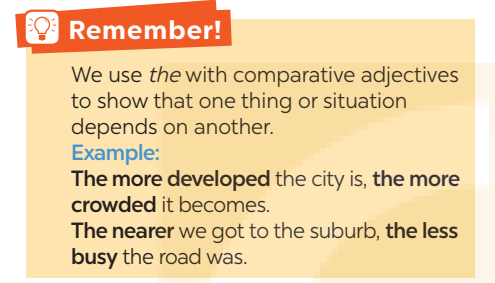 Remember!
We use the with comparative adjectives
to show that one thing or situation
depends on another.
Example:
The more developed the city is, the more
crowded it becomes.
The nearer we got to the suburb, the less
busy the road was.